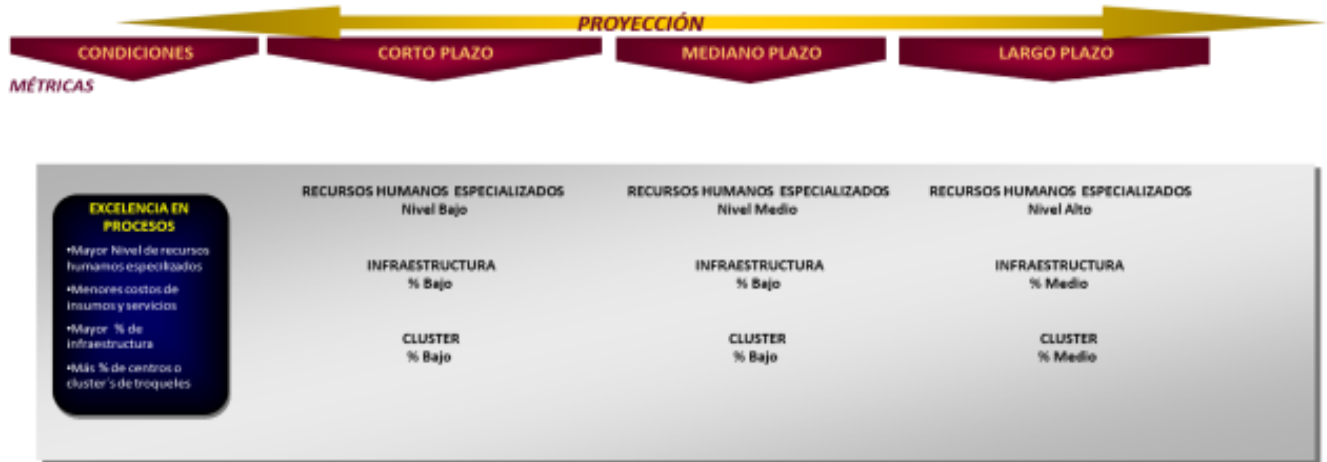 PROYECCIÓN
CONDICIONES
CORTO PLAZO
MEDIANO PLAZO
LARGO PLAZO
MÉTRICAS
EXCELENCIA EN
PROCESOS
•Mayor Nivel de recursos
humamos especilizados
•Menores costos de
insumos y servicios
•Mayor % de
infraestructura
•Más % de centros o
cluster´s de troqueles
RECURSOS HUMANOS ESPECIALIZADOS
Nivel Bajo
INFRAESTRUCTURA
% Bajo
CLUSTER
% Bajo
RECURSOS HUMANOS ESPECIALIZADOS
Nivel Medio
INFRAESTRUCTURA
% Bajo
CLUSTER
% Bajo
RECURSOS HUMANOS ESPECIALIZADOS
Nivel Alto
INFRAESTRUCTURA
% Medio
CLUSTER
% Medio